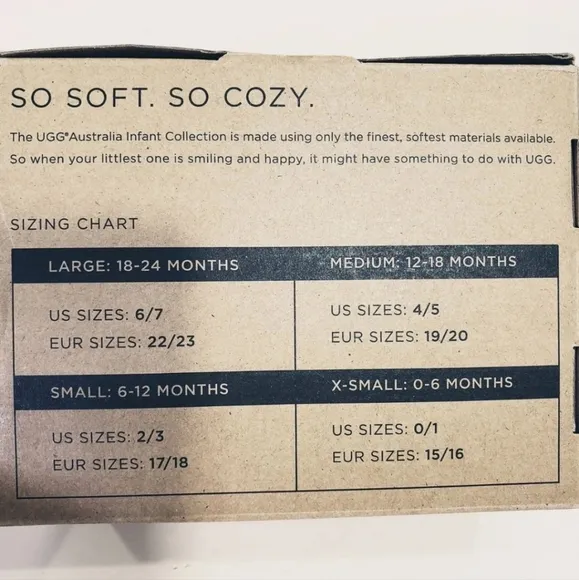 SO SOFT. SO COZY.
The UGG®Australia Infant Collection is made using only the finest, softest materials available.
So when your littlest one is smiling and happy, it might have something to do with UGG.
SIZING CHART
LARGE: 18-24 MONTHS
US SIZES: 6/7
EUR SIZES: 22/23
MEDIUM: 12-18 MONTHS
US SIZES: 4/5
EUR SIZES: 19/20
SMALL: 6-12 MONTHS
US SIZES: 2/3
EUR SIZES: 17/18
X-SMALL: 0-6 MONTHS
US SIZES: 0/1
EUR SIZES: 15/16